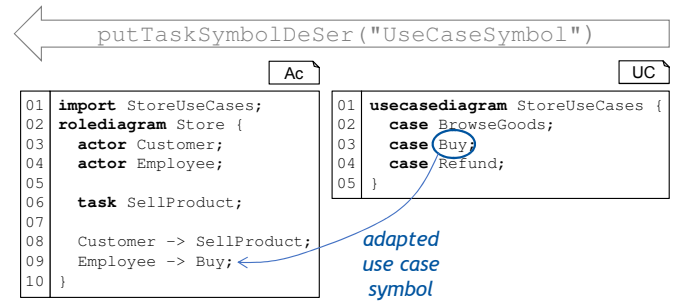 putTaskSymbolDeSer("UseCaseSymbol")
Ac
01 import StoreUseCases;
02 rolediagram Store {
03 actor Customer;
04 actor Employee;
05
06 task SellProduct;
07
08 Customer -> SellProduct;
09 Employee -> Buy;
10 }
UC
01 usecasediagram StoreUseCases {
02 case BrowseGoods;
03 case Buy;
04 case Refund;
05 }
adapted
use case
symbol